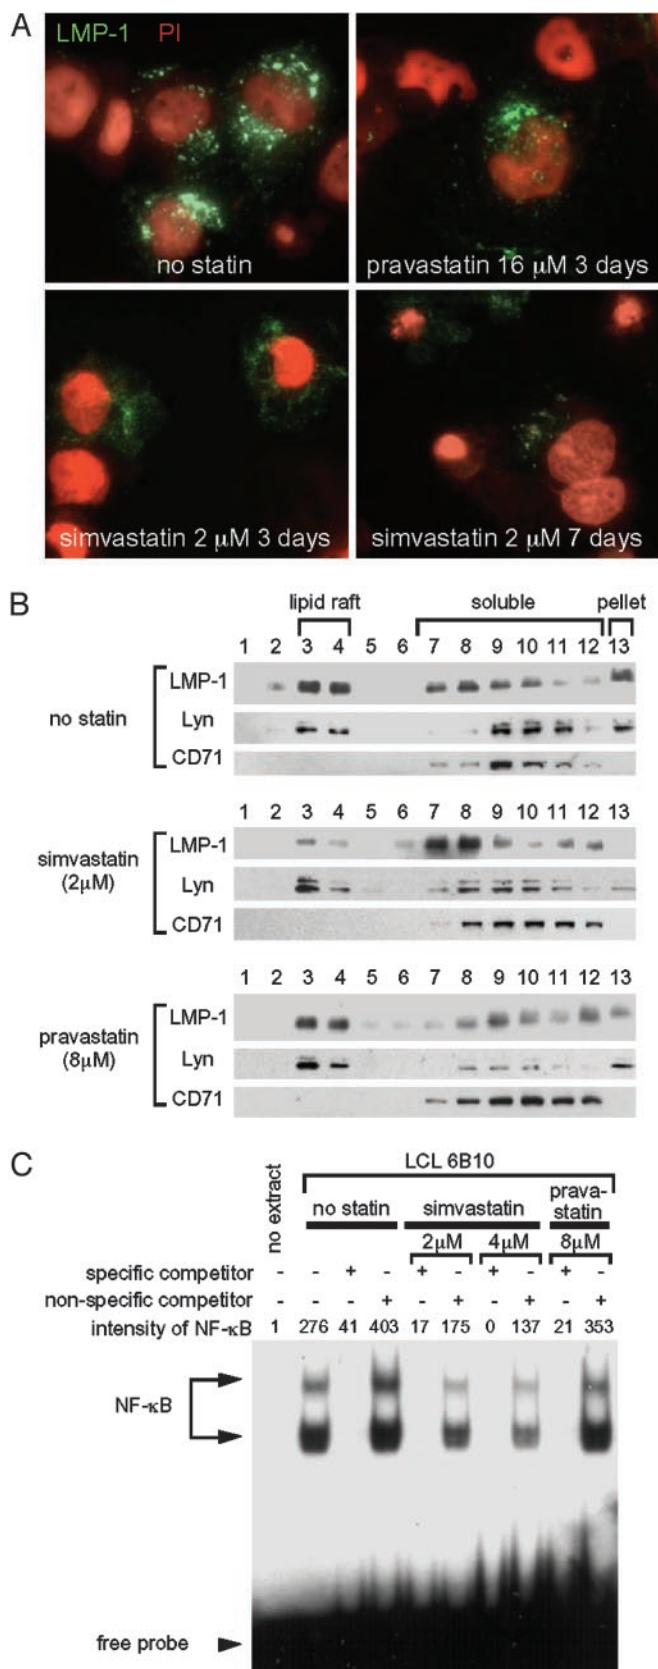 A
LMP-1 PI
no statin
pravastatin 16 μM 3 days
simvastatin 2 μM 3 days
simvastatin 2 μM 7 days
B
lipid raft soluble pellet
1 2 3 4 5 6 7 8 9 10 11 12 13
no statin
LMP-1
Lyn
CD71
1 2 3 4 5 6 7 8 9 10 11 12 13
simvastatin
(2μM)
LMP-1
Lyn
CD71
1 2 3 4 5 6 7 8 9 10 11 12 13
pravastatin
(8μM)
LMP-1
Lyn
CD71
C
no extract
LCL 6B10
no statin simvastatin prava-
statin
2μM 4μM 8μM
specific competitor - - + - + - + - + -
non-specific competitor - - - + - + - + - +
intensity of NF-κB 1 276 41 403 17 175 0 137 21 353
NF-κB
free probe